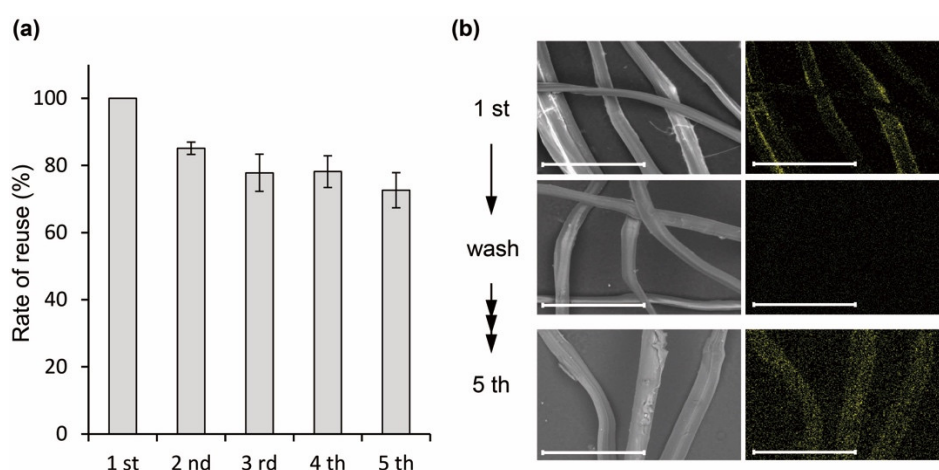 (a)
Rate of reuse (%)
100
80
60
40
20
0
1 st 2 nd 3 rd 4 th 5 th
(b)
1 st
wash
5 th